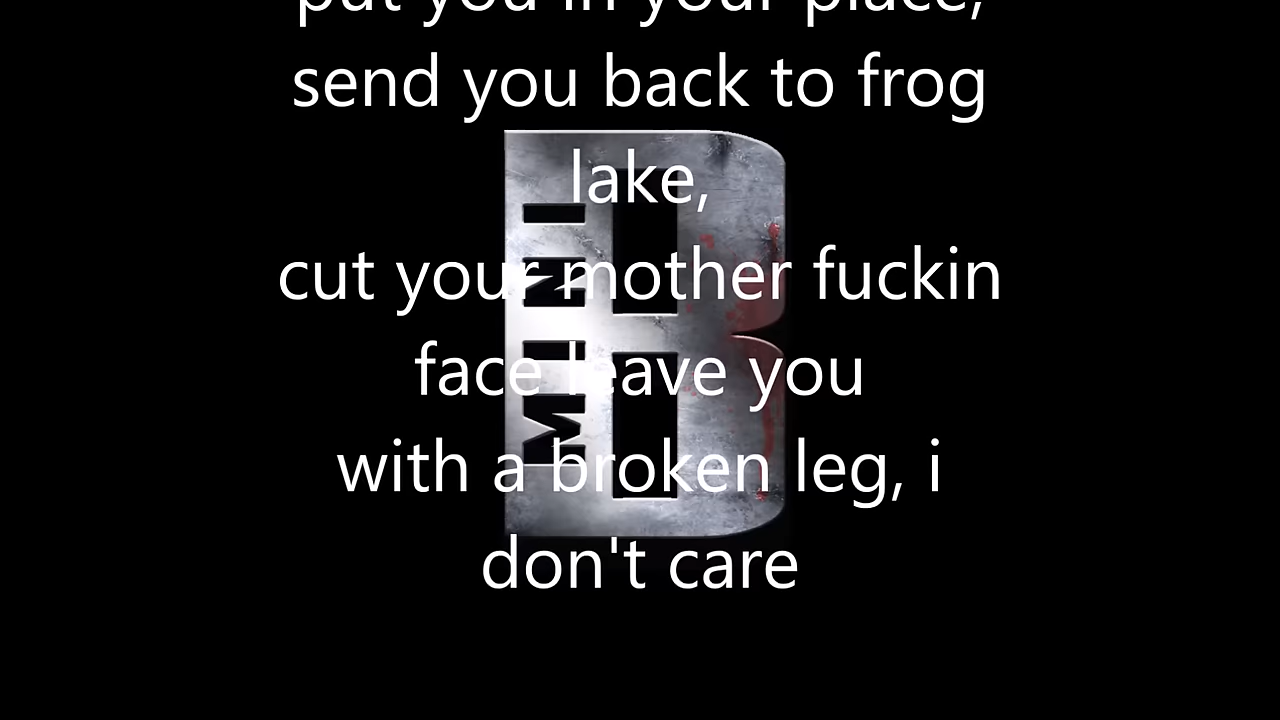 put you in your place,
send you back to frog
lake,
cut your mother fuckin
face leave you
with a broken leg, i
don't care
MINI
B